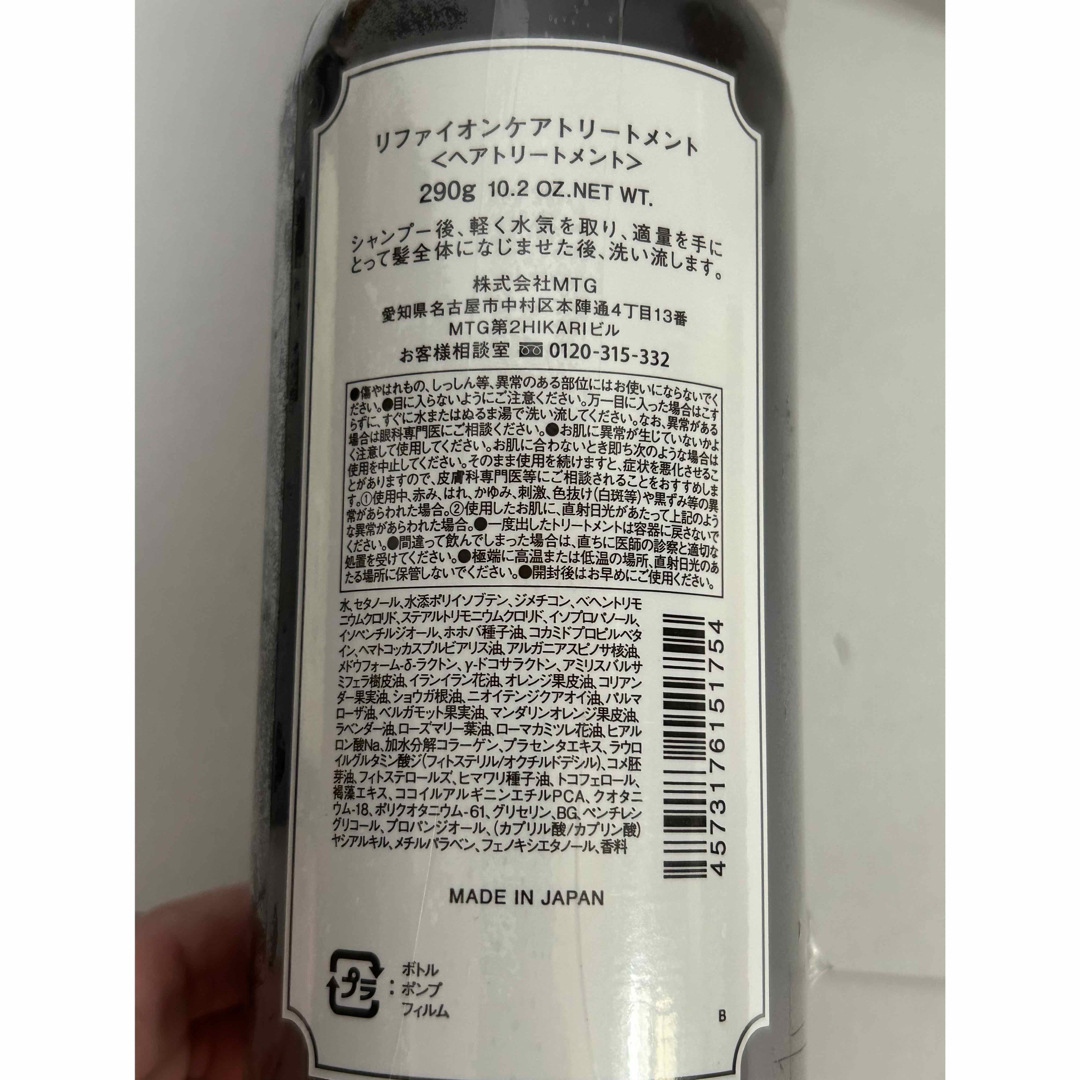 リファイオンケアトリートメント
<ヘアトリートメント>
290g 10.2 OZ.NET WT.
シャンプー後、軽く水気を取り、適量を手に
とって髪全体になじませた後、洗い流します。
株式会社MTG
愛知県名古屋市中村区本陣通4丁目13番
MTG第2HIKARIビル
お客様相談室 0120-315-332
●傷やはれもの、しっしん等、異常のある部位にはお使いにならないでく
ださい。●目に入らないようにご注意ください。万一目に入った場合はこす
らずに、すぐに水またはぬるま湯で洗い流してください。なお、異常がある
場合は眼科専門医にご相談ください。●お肌に異常が生じていないかよ
く注意して使用してください。お肌に合わないとき即ち次のような場合は
使用を中止してください。そのまま使用を続けますと、症状を悪化させるこ
とがありますので、皮膚科専門医等にご相談されることをおすすめしま
す。①使用中、赤み、はれ、かゆみ、刺激、色抜け(白斑等)や黒ずみ等の異
常があらわれた場合。②使用したお肌に、直射日光があたって上記のよう
な異常があらわれた場合。●一度出したトリートメントは容器に戻さないで
ください。●間違って飲んでしまった場合は、直ちに医師の診察と適切な
処置を受けてください。●極端に高温または低温の場所、直射日光のあ
たる場所に保管しないでください。●開封後はお早めにご使用ください。
水、セタノール、水添ポリイソブテン、ジメチコン、ベヘントリモ
ニウムクロリド、ステアルトリモニウムクロリド、イソプロパノール、
イソペンチルジオール、ホホバ種子油、コカミドプロピルベタ
イン、ヘマトコッカスプルビアリス油、アルガニアスピノサ核油、
メドウフォーム-δ-ラクトン、γ-ドコサラクトン、アミリスバルサ
ミフェラ樹皮油、イランイラン花油、オレンジ果皮油、コリアン
ダー果実油、ショウガ根油、ニオイテンジクアオイ油、パルマ
ローザ油、ベルガモット果実油、マンダリンオレンジ果皮油、
ラベンダー油、ローズマリー葉油、ローマカミツレ花油、ヒアル
ロン酸Na、加水分解コラーゲン、プラセンタエキス、ラウロ
イルグルタミン酸ジ(フィトステリル/オクチルドデシル)、コメ胚
芽油、フィトステロールズ、ヒマワリ種子油、トコフェロール、
褐藻エキス、ココイルアルギニンエチルPCA、クオタニ
ウム-18、ポリクオタニウム-61、グリセリン、BG、ペンチレン
グリコール、プロパンジオール、(カプリル酸/カプリン酸)
ヤシアルキル、メチルパラベン、フェノキシエタノール、香料
4573176151754
MADE IN JAPAN
プラ
:
ボトル
ポンプ
フィルム
B